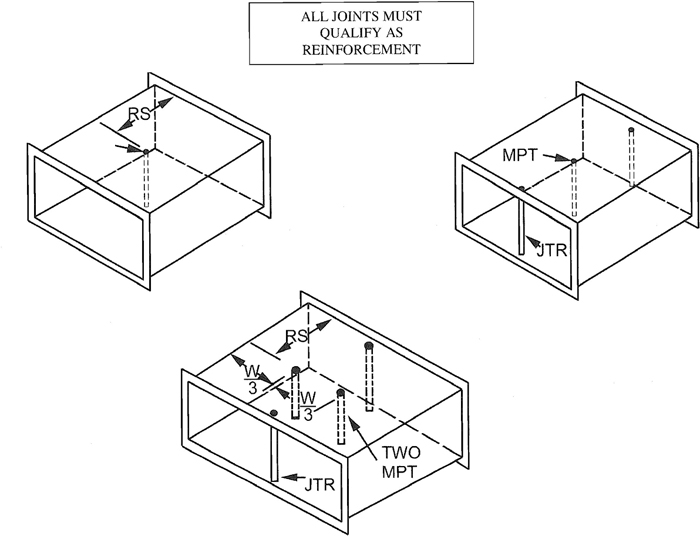 ALL JOINTS MUST
QUALIFY AS
REINFORCEMENT
RS
MPT
JTR
RS
W
3
W
3
TWO
MPT
JTR